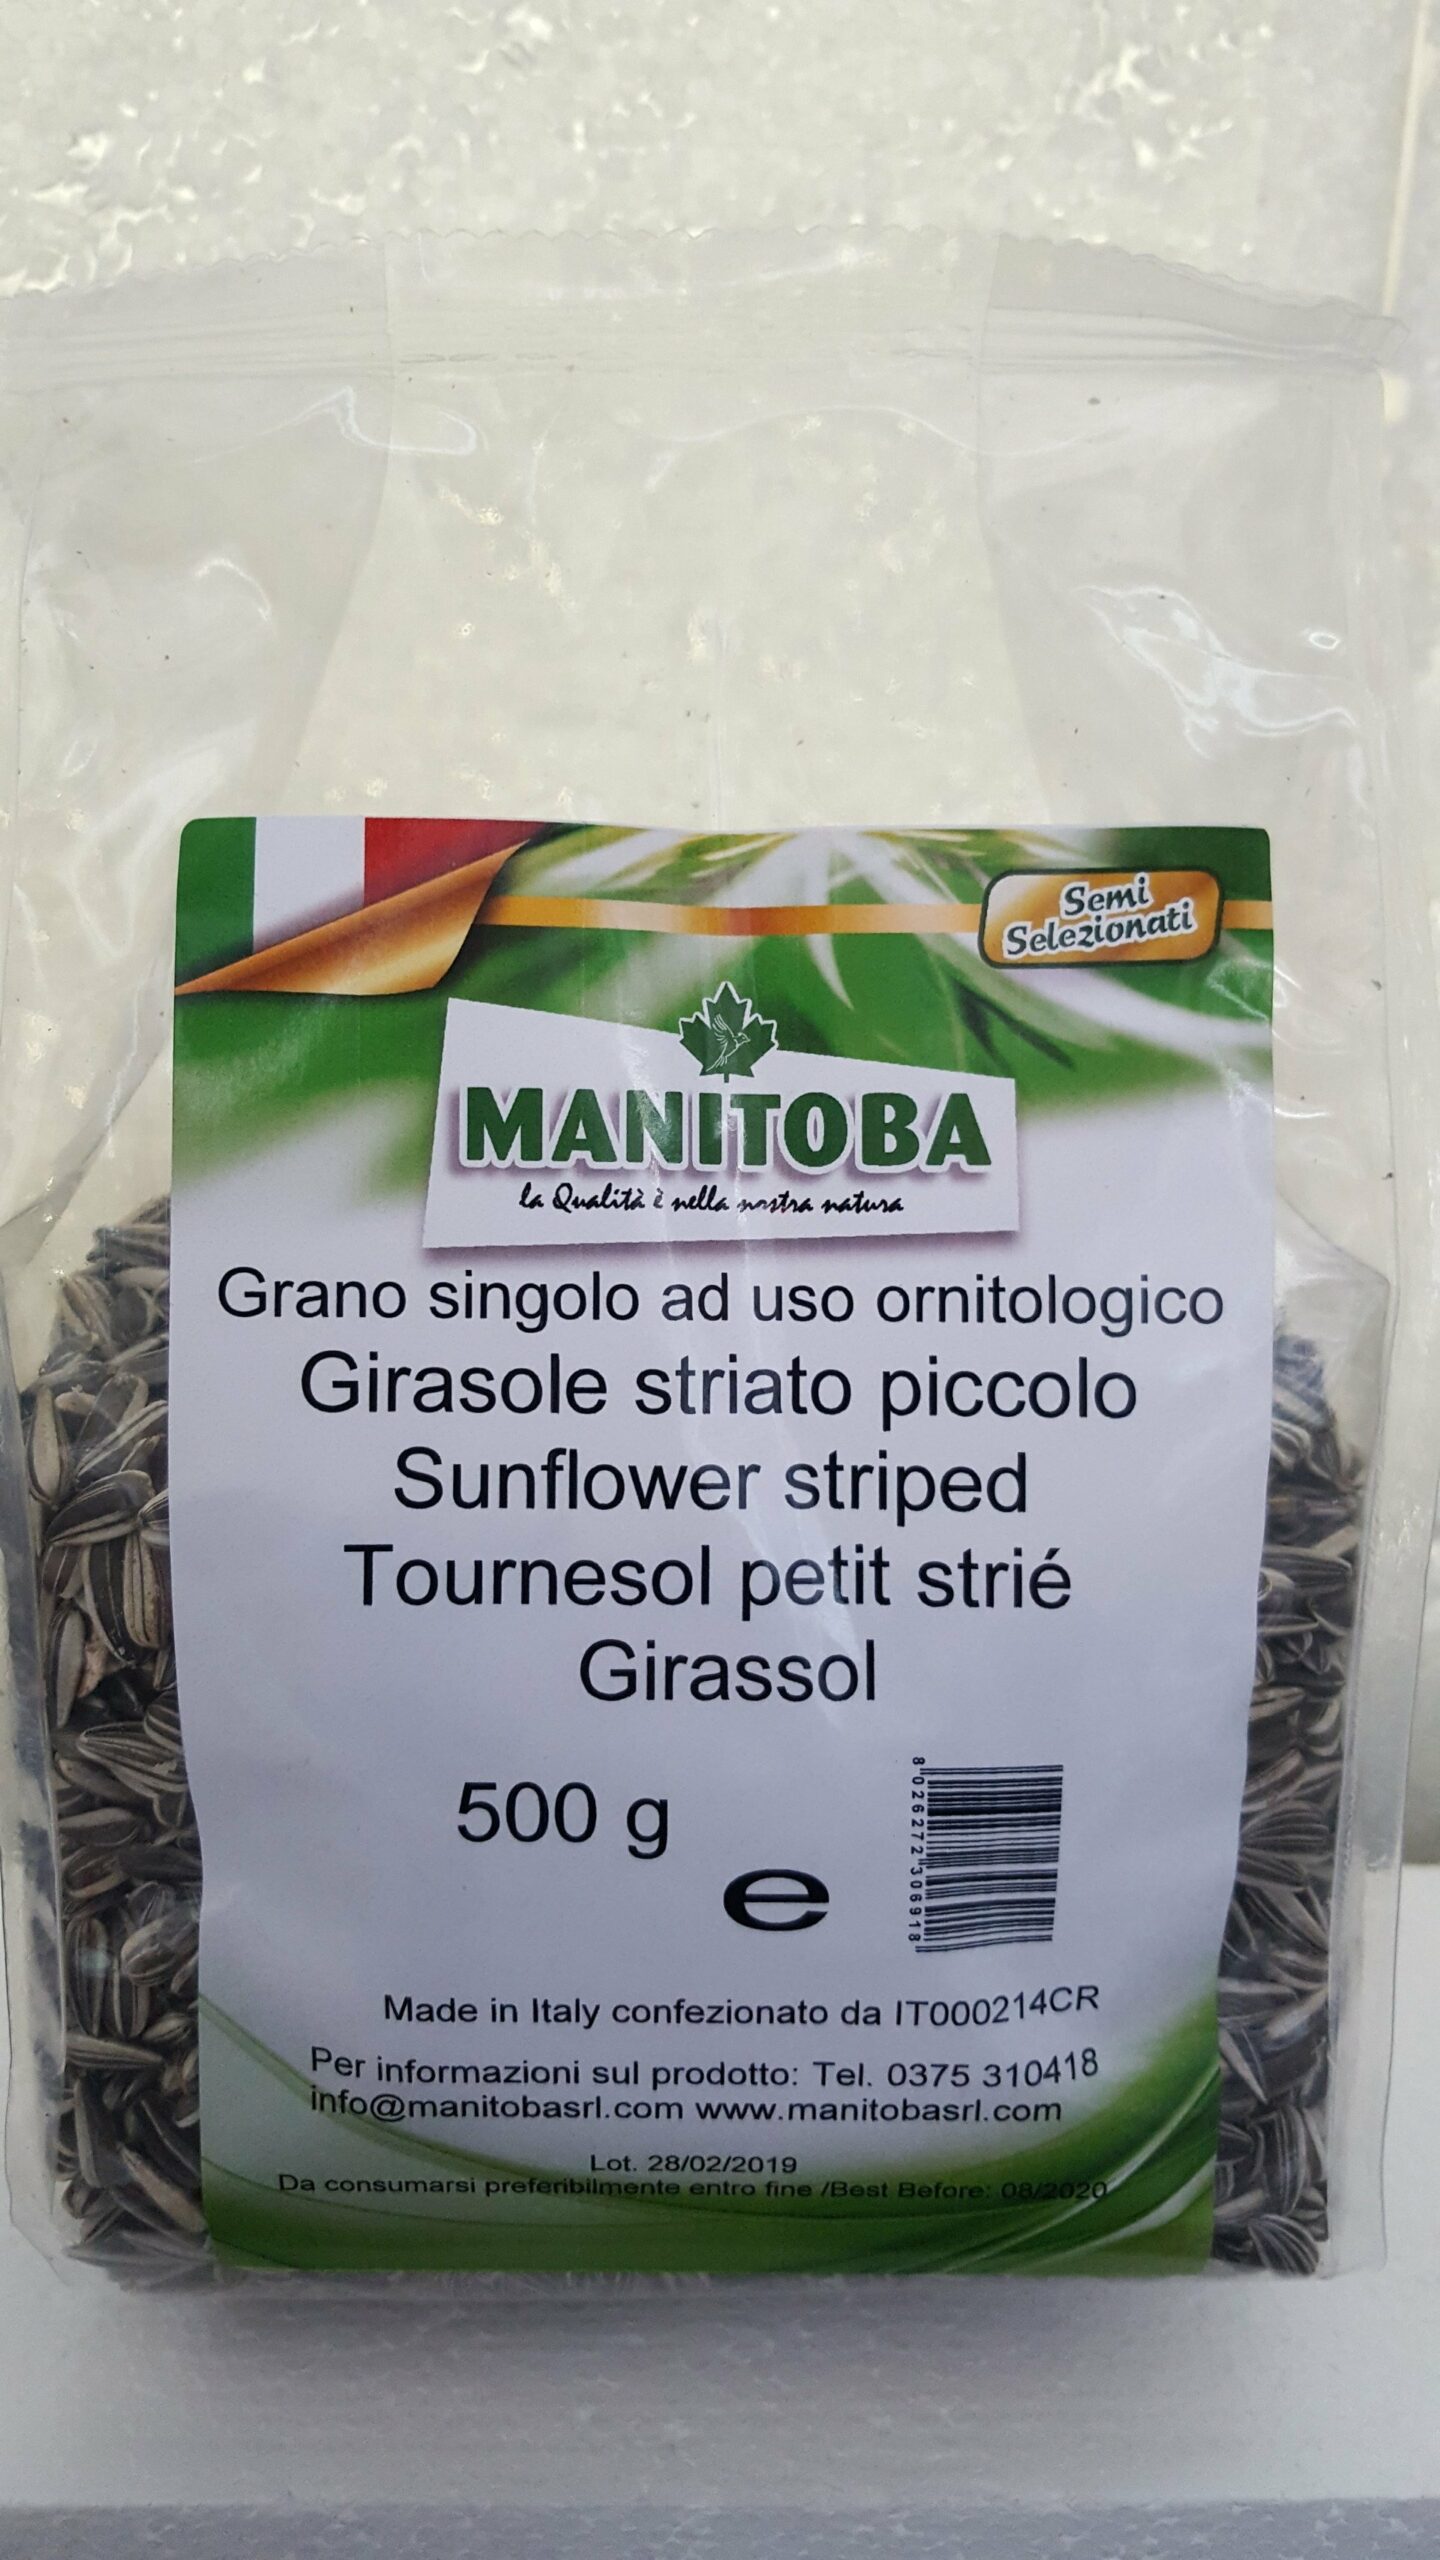 Semi
Selezionati
MANITOBA
la Qualità è nella nostra natura
Grano singolo ad uso ornitologico
Girasole striato piccolo
Sunflower striped
Tournesol petit strié
Girassol
500 g
e
8026272306918
Made in Italy confezionato da IT000214CR
Per informazioni sul prodotto: Tel. 0375 310418
info@manitobasrl.com www.manitobasrl.com
Lot. 28/02/2019
Da consumarsi preferibilmente entro fine /Best Before: 08/2020